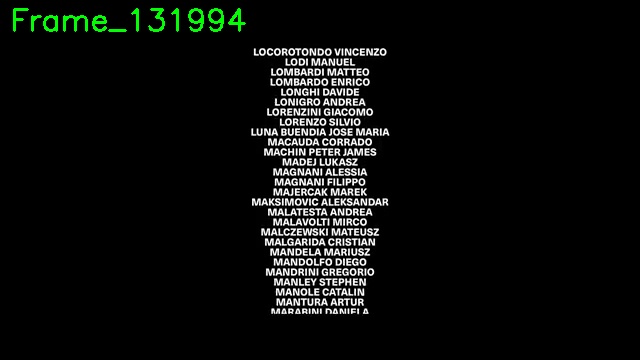 Frame_131994
LOCOROTONDO VINCENZO
LODI MANUEL
LOMBARDI MATTEO
LOMBARDO ENRICO
LONGHI DAVIDE
LONIGRO ANDREA
LORENZINI GIACOMO
LORENZO SILVIO
LUNA BUENDIA JOSE MARIA
MACAUDA CORRADO
MACHIN PETER JAMES
MADEJ LUKASZ
MAGNANI ALESSIA
MAGNANI FILIPPO
MAJERCAK MAREK
MAKSIMOVIC ALEKSANDAR
MALATESTA ANDREA
MALAVOLTI MIRCO
MALCZEWSKI MATEUSZ
MALGARIDA CRISTIAN
MANDELA MARIUSZ
MANDOLFO DIEGO
MANDRINI GREGORIO
MANLEY STEPHEN
MANOLE CATALIN
MANTURA ARTUR
MARABINI DANIELA